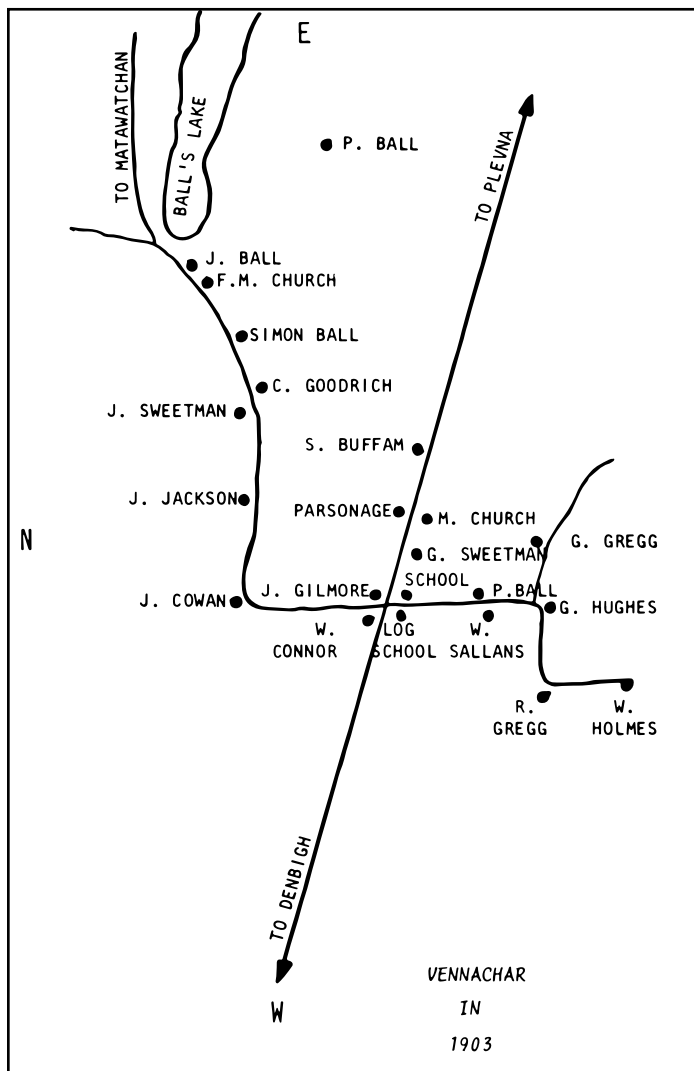 E
TO MATAWATCHAN
BALL'S LAKE
P. BALL
TO PLEVNA
J. BALL
F.M. CHURCH
SIMON BALL
C. GOODRICH
J. SWEETMAN
S. BUFFAM
J. JACKSON
PARSONAGE
M. CHURCH
N
G. SWEETMAN
G. GREGG
SCHOOL
J. GILMORE
P.BALL
J. COWAN
G. HUGHES
W.
CONNOR
LOG
SCHOOL
W.
SALLANS
R.
GREGG
W.
HOLMES
TO DENBIGH
W
VENNACHAR
IN
1903